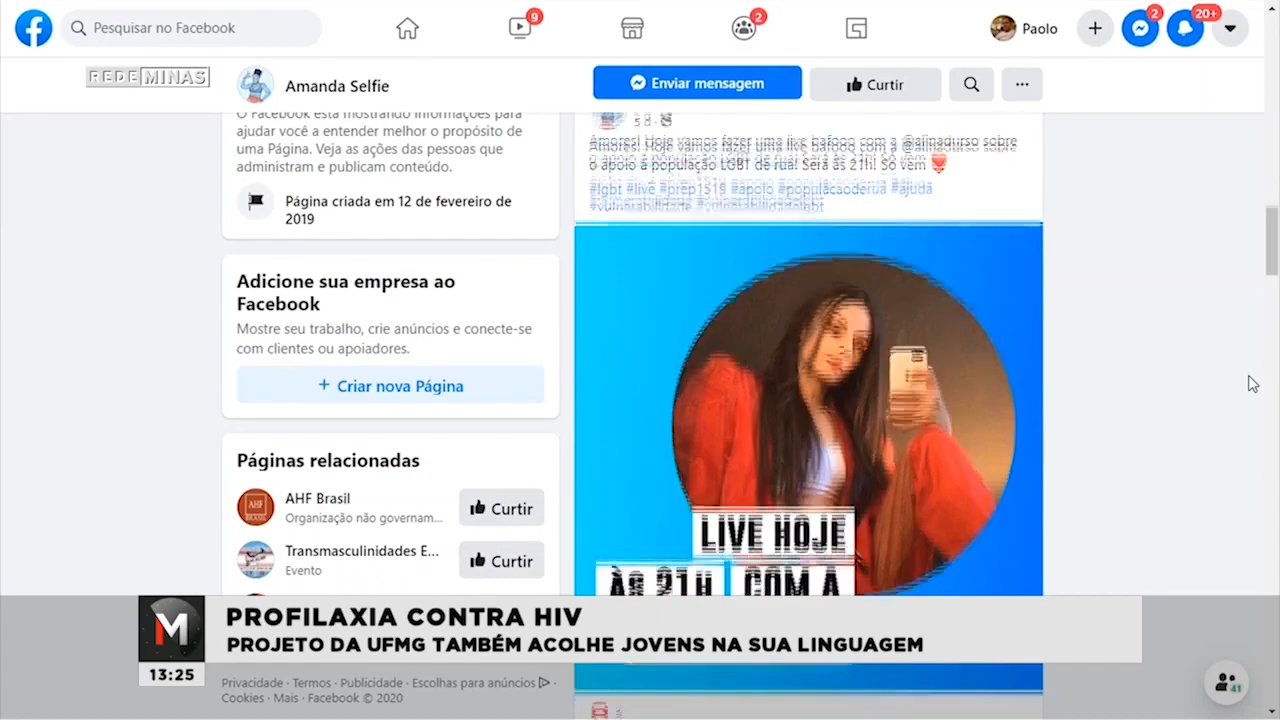 Pesquisar no Facebook
9
2
Paolo
2
20+
REDE MINAS
Amanda Selfie
Enviar mensagem
Curtir
O Facebook está mostrando informações para
ajudar você a entender melhor o propósito de
uma Página. Veja as ações das pessoas que
administram e publicam conteúdo.
Página criada em 12 de fevereiro de
2019
Adicione sua empresa ao
Facebook
Mostre seu trabalho, crie anúncios e conecte-se
com clientes ou apoiadores.
+ Criar nova Página
Páginas relacionadas
AHF Brasil
Organização não governam...
Curtir
Transmasculinidades E...
Evento
Curtir
Amores! Hoje vamos fazer uma live bafooo com a @alinadurso sobre
o apoio a população LGBT de rua! Será às 21h! Só vem
#lgbt #live #prep1519 #apoio #populacaoderua #ajuda
LIVE HOJE
ÀS 21H COM A
M
PROFILAXIA CONTRA HIV
PROJETO DA UFMG TAMBÉM ACOLHE JOVENS NA SUA LINGUAGEM
13:25
Privacidade · Termos · Publicidade · Escolhas para anúncios ·
Cookies · Mais · Facebook © 2020
41